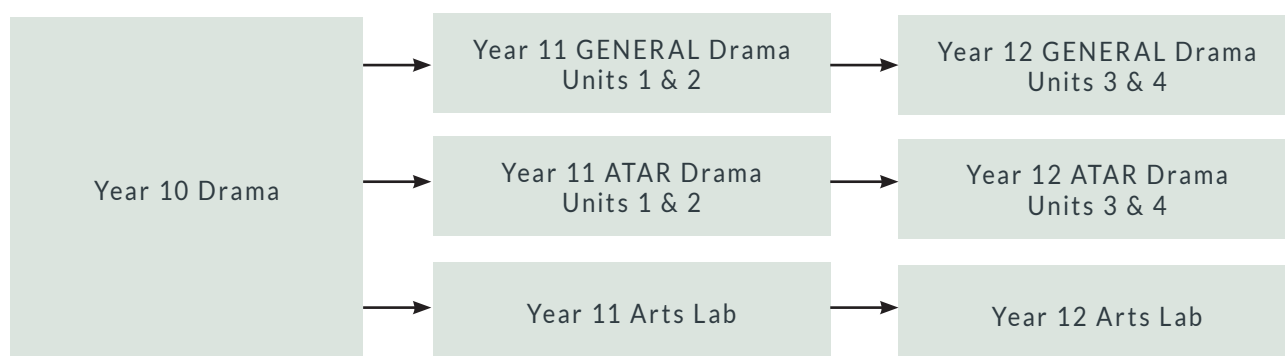 Year 10 Drama
Year 11 GENERAL Drama
Units 1 & 2
Year 12 GENERAL Drama
Units 3 & 4
Year 11 ATAR Drama
Units 1 & 2
Year 12 ATAR Drama
Units 3 & 4
Year 11 Arts Lab
Year 12 Arts Lab